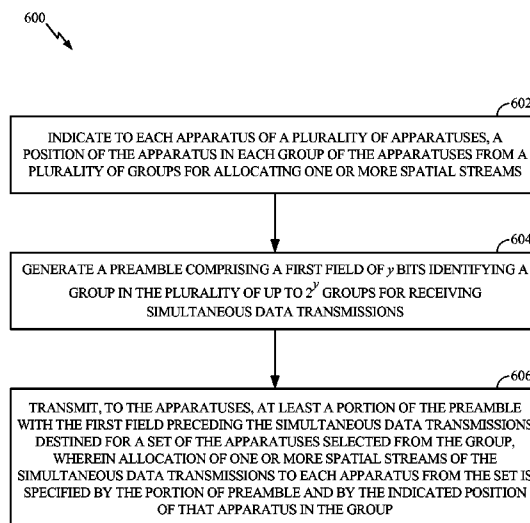 600
602
INDICATE TO EACH APPARATUS OF A PLURALITY OF APPARATUSES, A
POSITION OF THE APPARATUS IN EACH GROUP OF THE APPARATUSES FROM A
PLURALITY OF GROUPS FOR ALLOCATING ONE OR MORE SPATIAL STREAMS
604
GENERATE A PREAMBLE COMPRISING A FIRST FIELD OF y BITS IDENTIFYING A
GROUP IN THE PLURALITY OF UP TO 2^y GROUPS FOR RECEIVING
SIMULTANEOUS DATA TRANSMISSIONS
606
TRANSMIT, TO THE APPARATUSES, AT LEAST A PORTION OF THE PREAMBLE
WITH THE FIRST FIELD PRECEDING THE SIMULTANEOUS DATA TRANSMISSIONS
DESTINED FOR A SET OF THE APPARATUSES SELECTED FROM THE GROUP,
WHEREIN ALLOCATION OF ONE OR MORE SPATIAL STREAMS OF THE
SIMULTANEOUS DATA TRANSMISSIONS TO EACH APPARATUS FROM THE SET IS
SPECIFIED BY THE PORTION OF PREAMBLE AND BY THE INDICATED POSITION
OF THAT APPARATUS IN THE GROUP